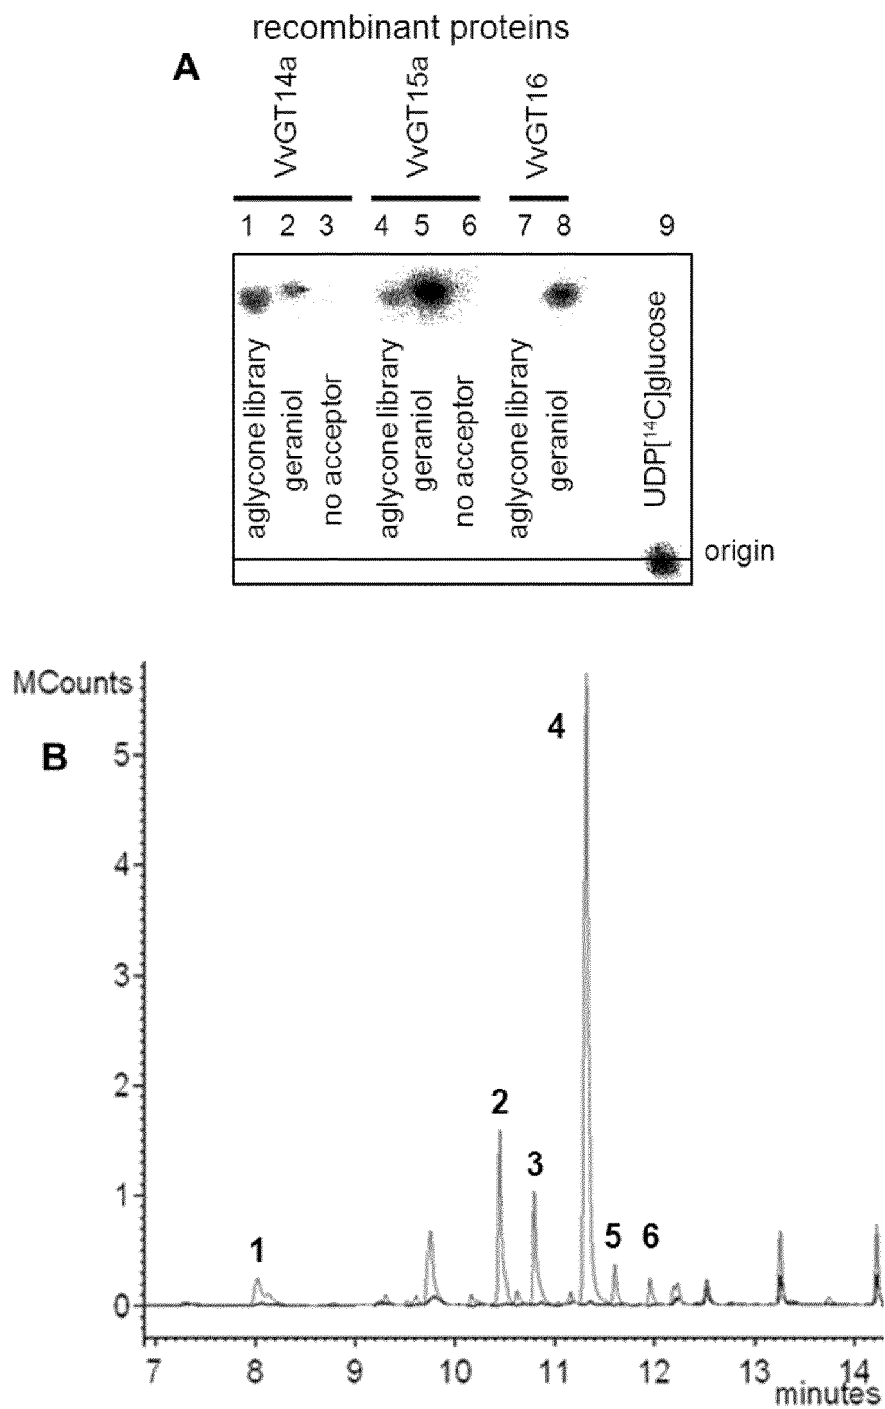 recombinant proteins
A
VvGT14a
VvGT15a
VvGT16
1 2 3 4 5 6 7 8 9
aglycone library
geraniol
no acceptor
aglycone library
geraniol
no acceptor
aglycone library
geraniol
UDP[¹⁴C]glucose
origin
MCounts
B
5
4
3
2
1
0
1
2
3
4
5
6
7 8 9 10 11 12 13 14
minutes